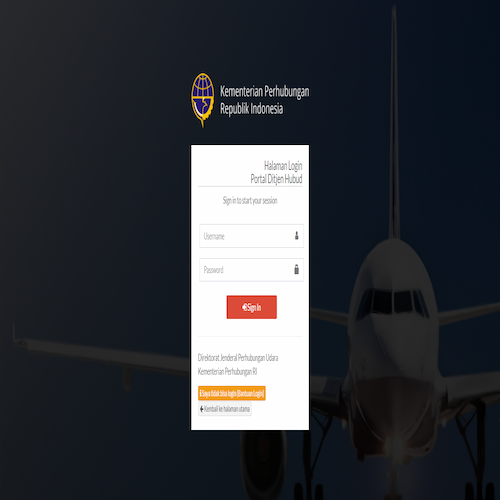 Kementerian Perhubungan
Republik Indonesia
Halaman Login
Portal Ditjen Hubud
Sign in to start your session
Username
Password
Sign In
Direktorat Jenderal Perhubungan Udara
Kementerian Perhubungan RI
Saya tidak bisa login (Bantuan Login)
Kembali ke halaman utama